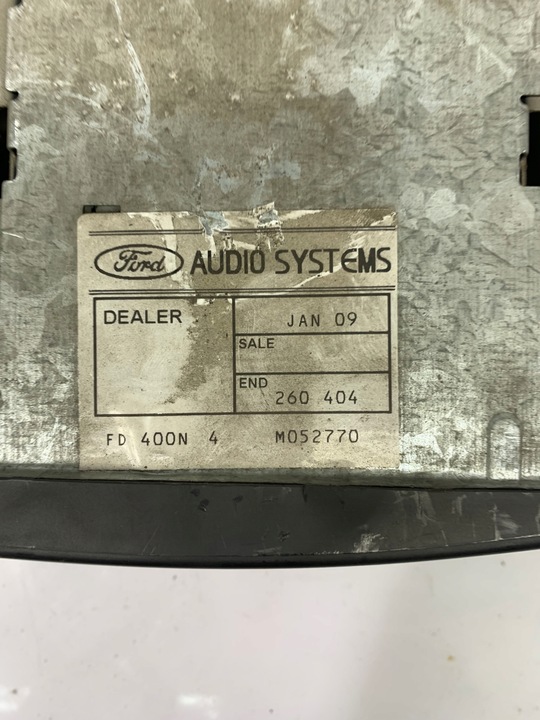 Ford AUDIO SYSTEMS
DEALER
JAN 09
SALE
END
260 404
FD 400N 4 M052770